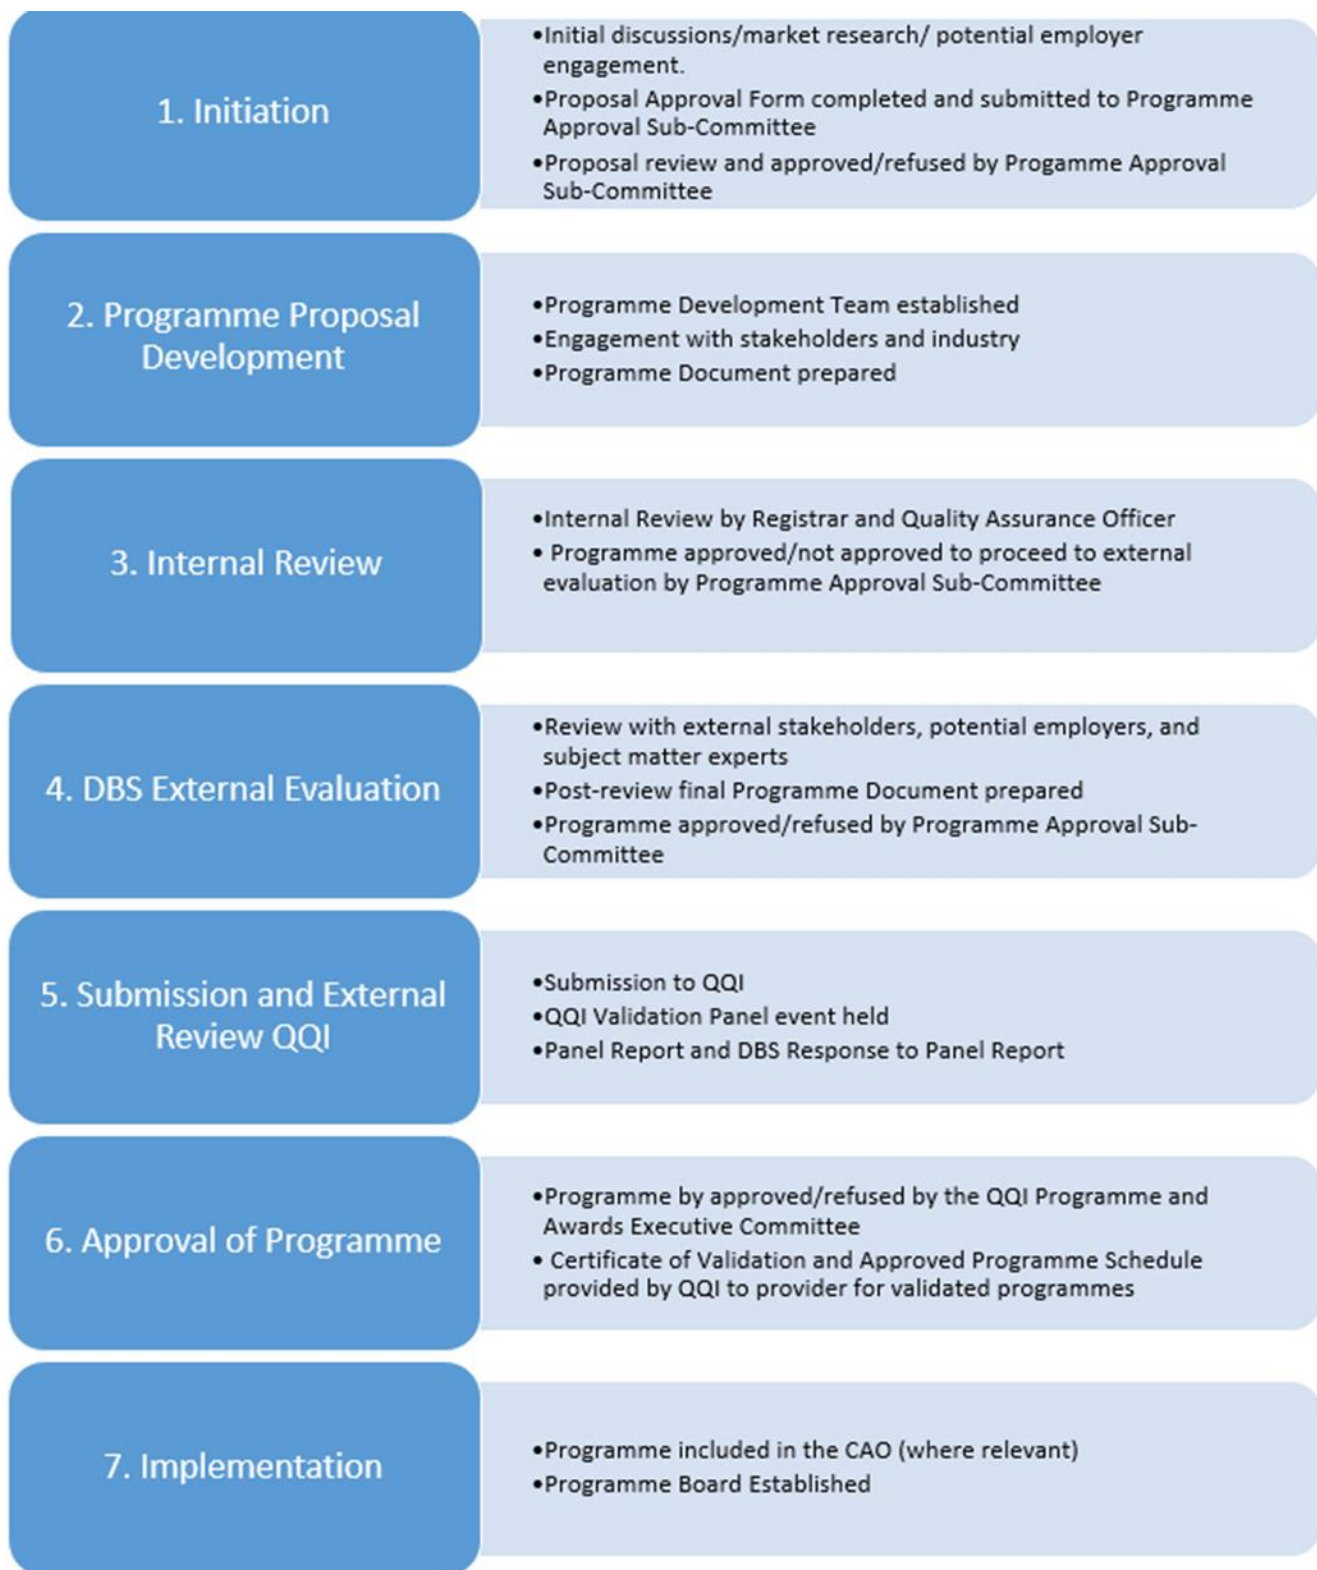 1. Initiation
•Initial discussions/market research/ potential employer
engagement.
•Proposal Approval Form completed and submitted to Programme
Approval Sub-Committee
•Proposal review and approved/refused by Progamme Approval
Sub-Committee
2. Programme Proposal
Development
•Programme Development Team established
•Engagement with stakeholders and industry
•Programme Document prepared
3. Internal Review
•Internal Review by Registrar and Quality Assurance Officer
• Programme approved/not approved to proceed to external
evaluation by Programme Approval Sub-Committee
4. DBS External Evaluation
•Review with external stakeholders, potential employers, and
subject matter experts
•Post-review final Programme Document prepared
•Programme approved/refused by Programme Approval Sub-
Committee
5. Submission and External
Review QQI
•Submission to QQI
•QQI Validation Panel event held
•Panel Report and DBS Response to Panel Report
6. Approval of Programme
•Programme by approved/refused by the QQI Programme and
Awards Executive Committee
• Certificate of Validation and Approved Programme Schedule
provided by QQI to provider for validated programmes
7. Implementation
•Programme included in the CAO (where relevant)
•Programme Board Established